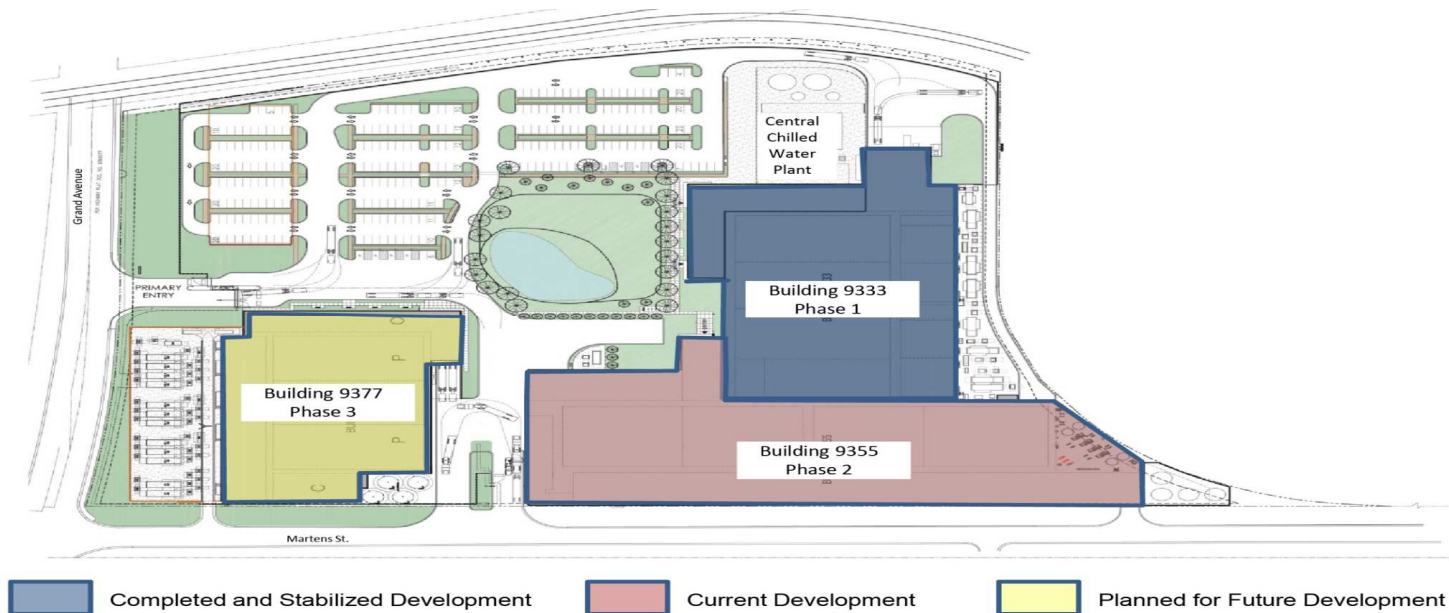 Central
Chilled
Water
Plant
Grand Avenue
PRIMARY
ENTRY
Building 9333
Phase 1
Building 9377
Phase 3
Building 9355
Phase 2
Martens St.
Completed and Stabilized Development
Current Development
Planned for Future Development